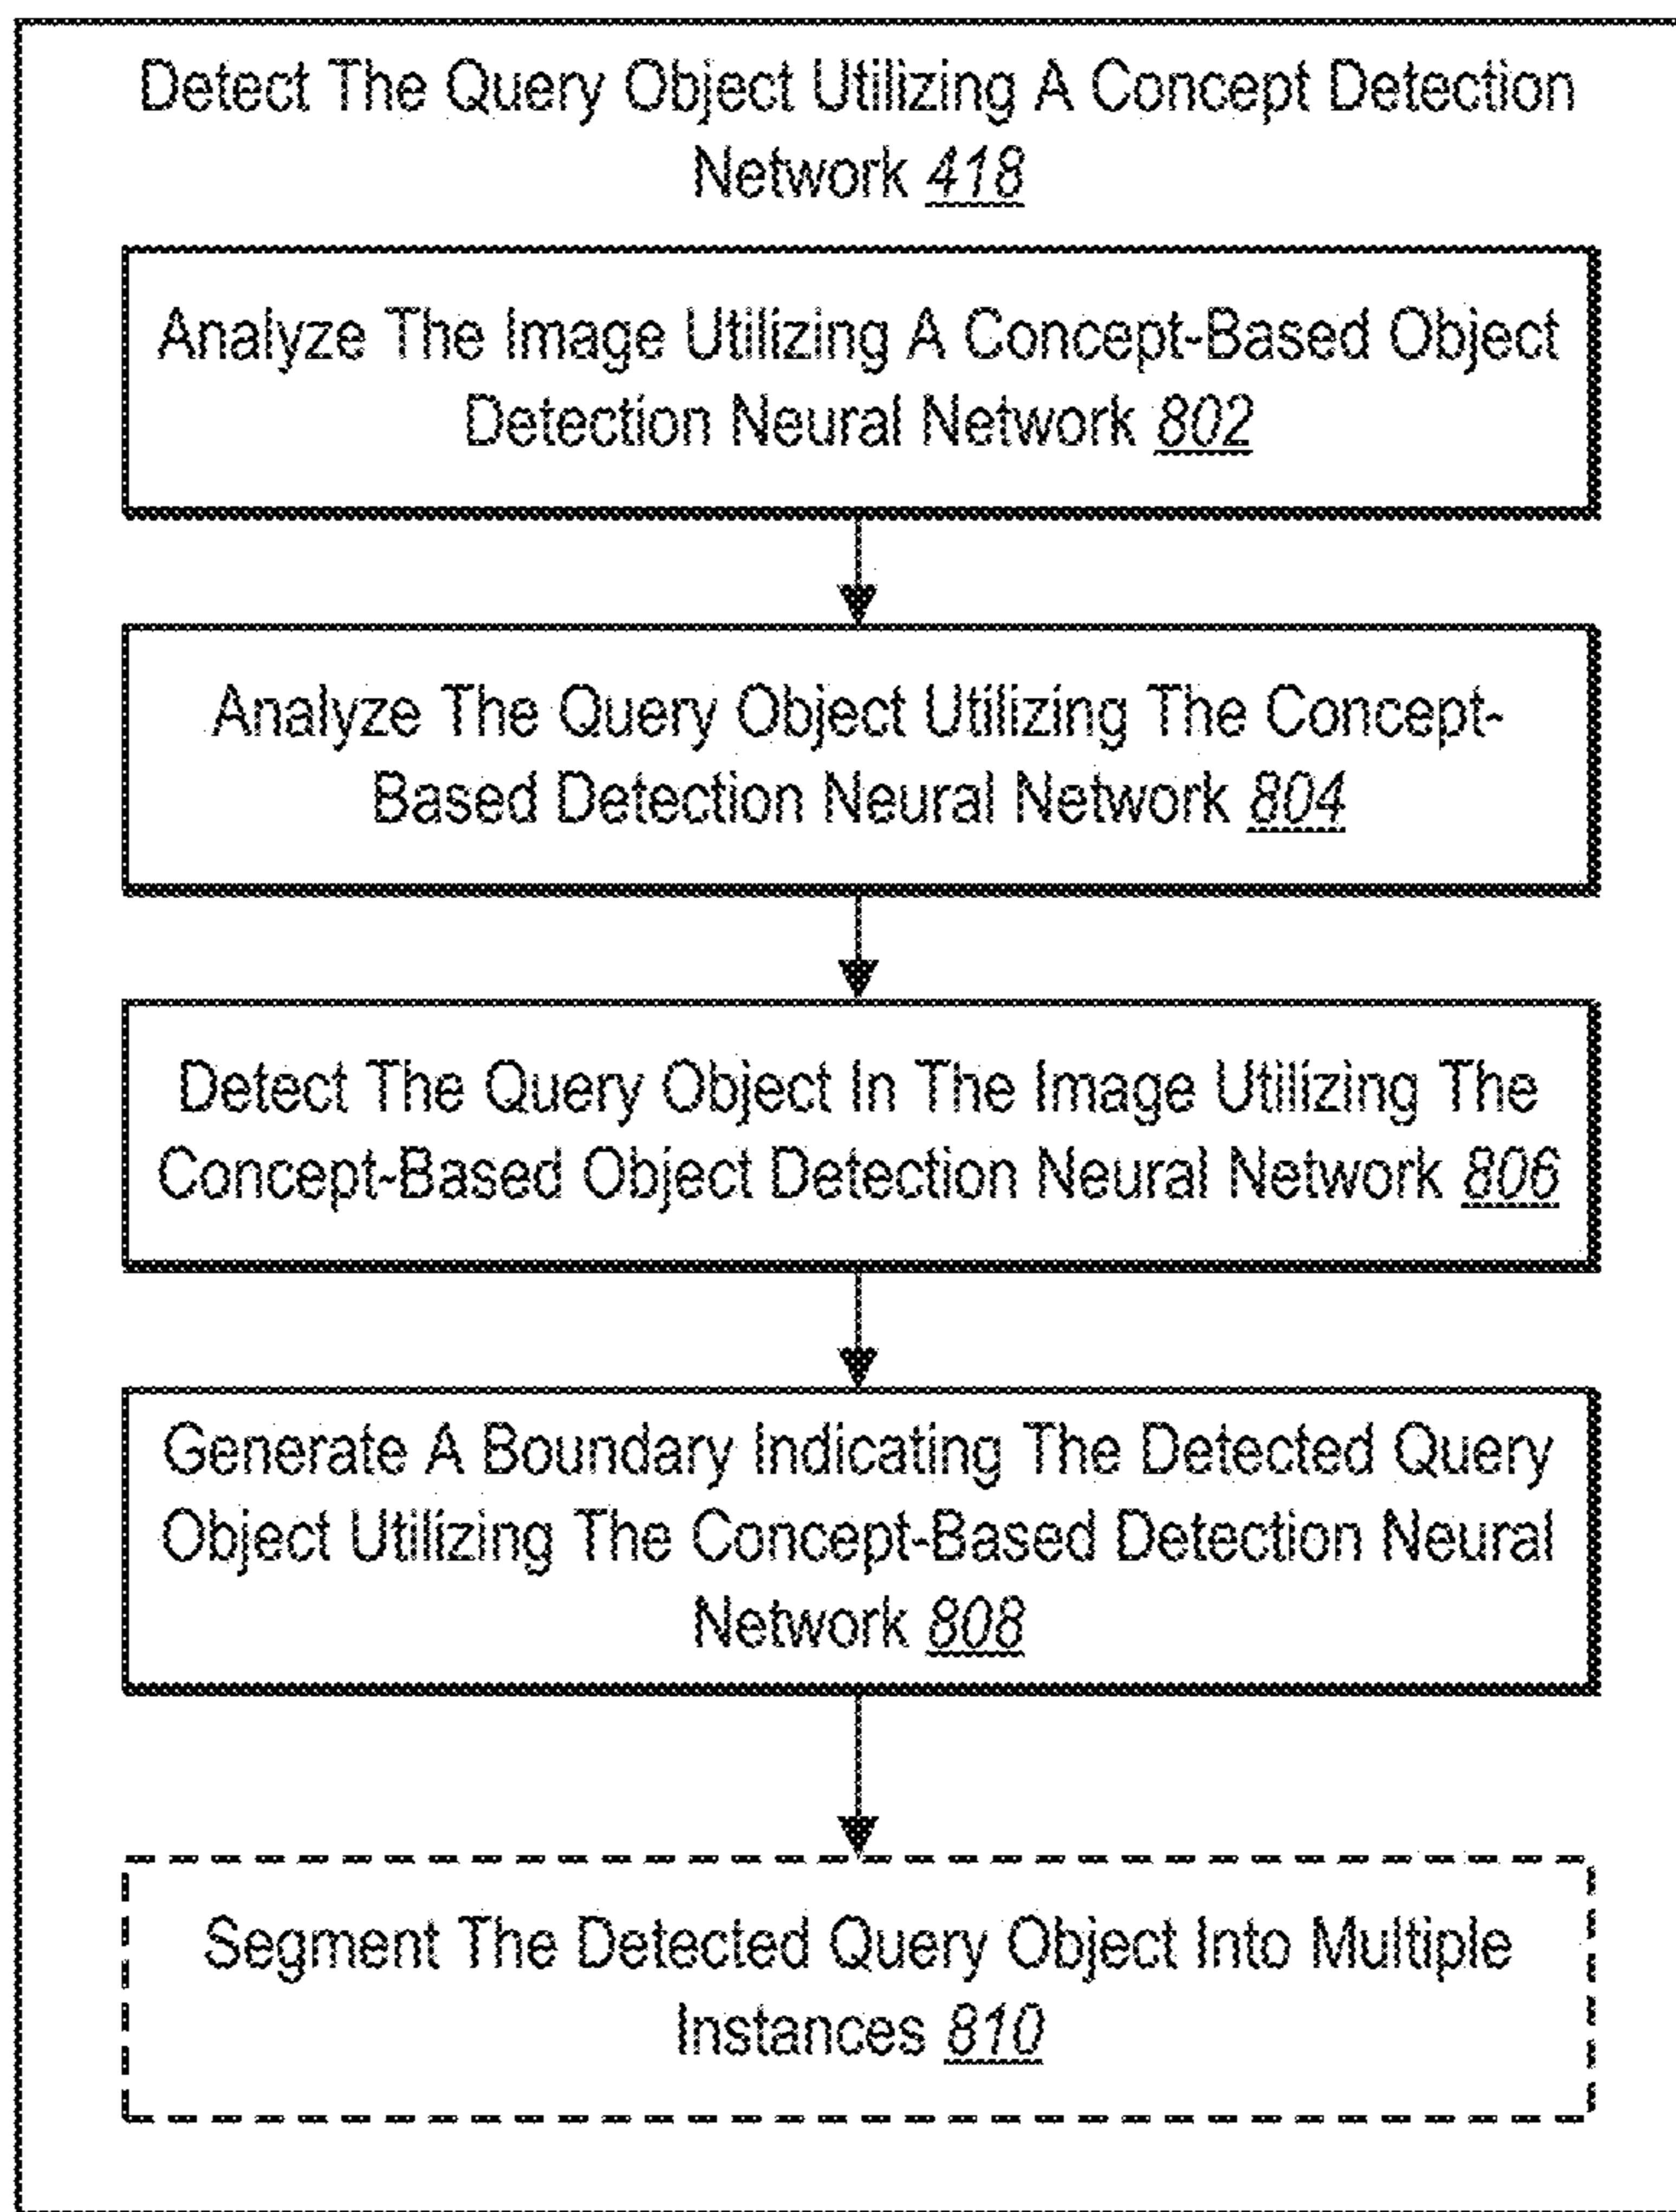 Detect The Query Object Utilizing A Concept Detection
Network 418
Analyze The Image Utilizing A Concept-Based Object
Detection Neural Network 802
Analyze The Query Object Utilizing The Concept-
Based Detection Neural Network 804
Detect The Query Object In The Image Utilizing The
Concept-Based Object Detection Neural Network 806
Generate A Boundary Indicating The Detected Query
Object Utilizing The Concept-Based Detection Neural
Network 808
Segment The Detected Query Object Into Multiple
Instances 810